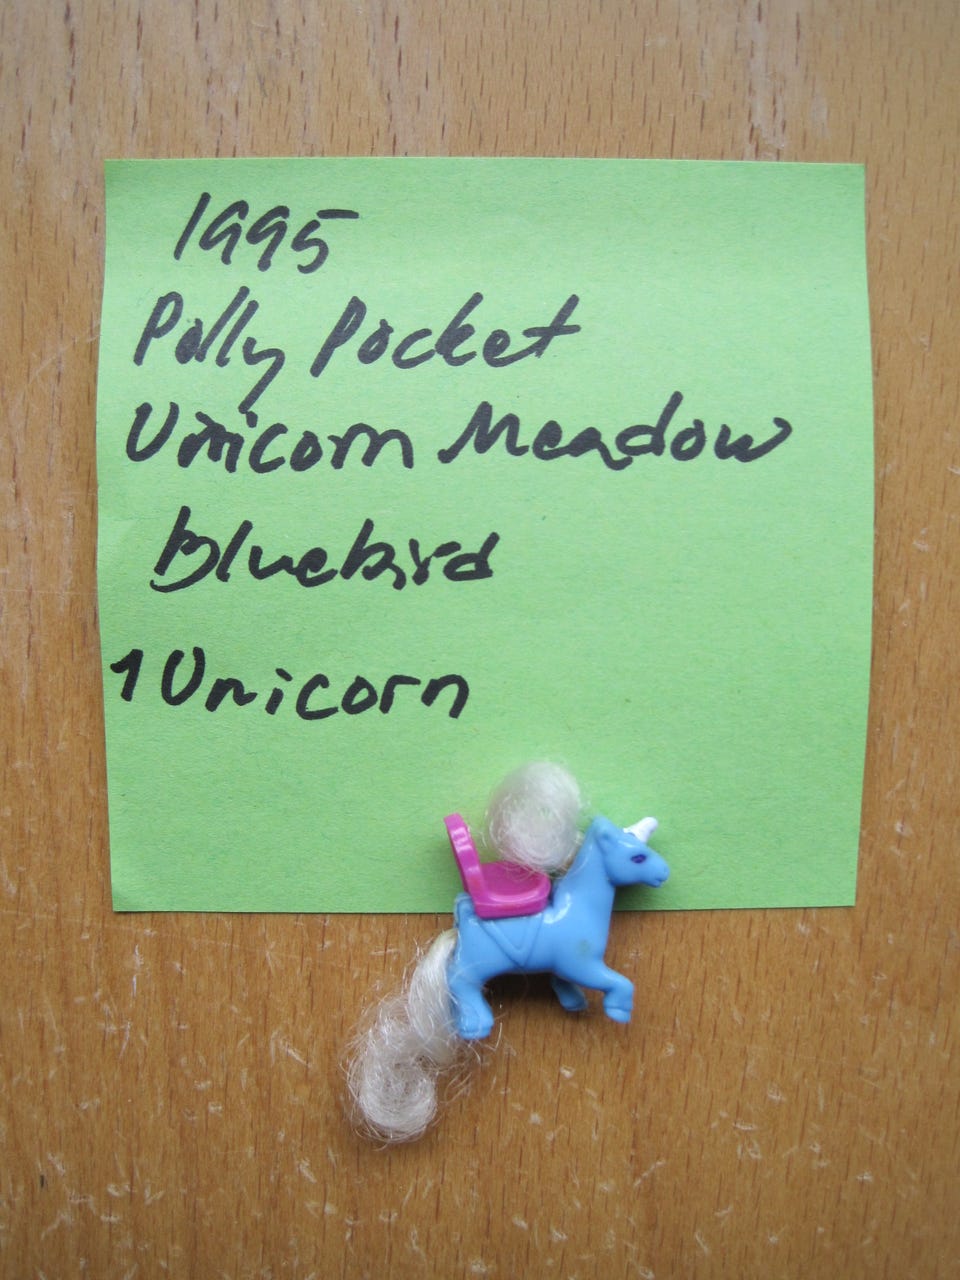 1995
Polly Pocket
Unicorn Meadow
Bluebird
1 Unicorn